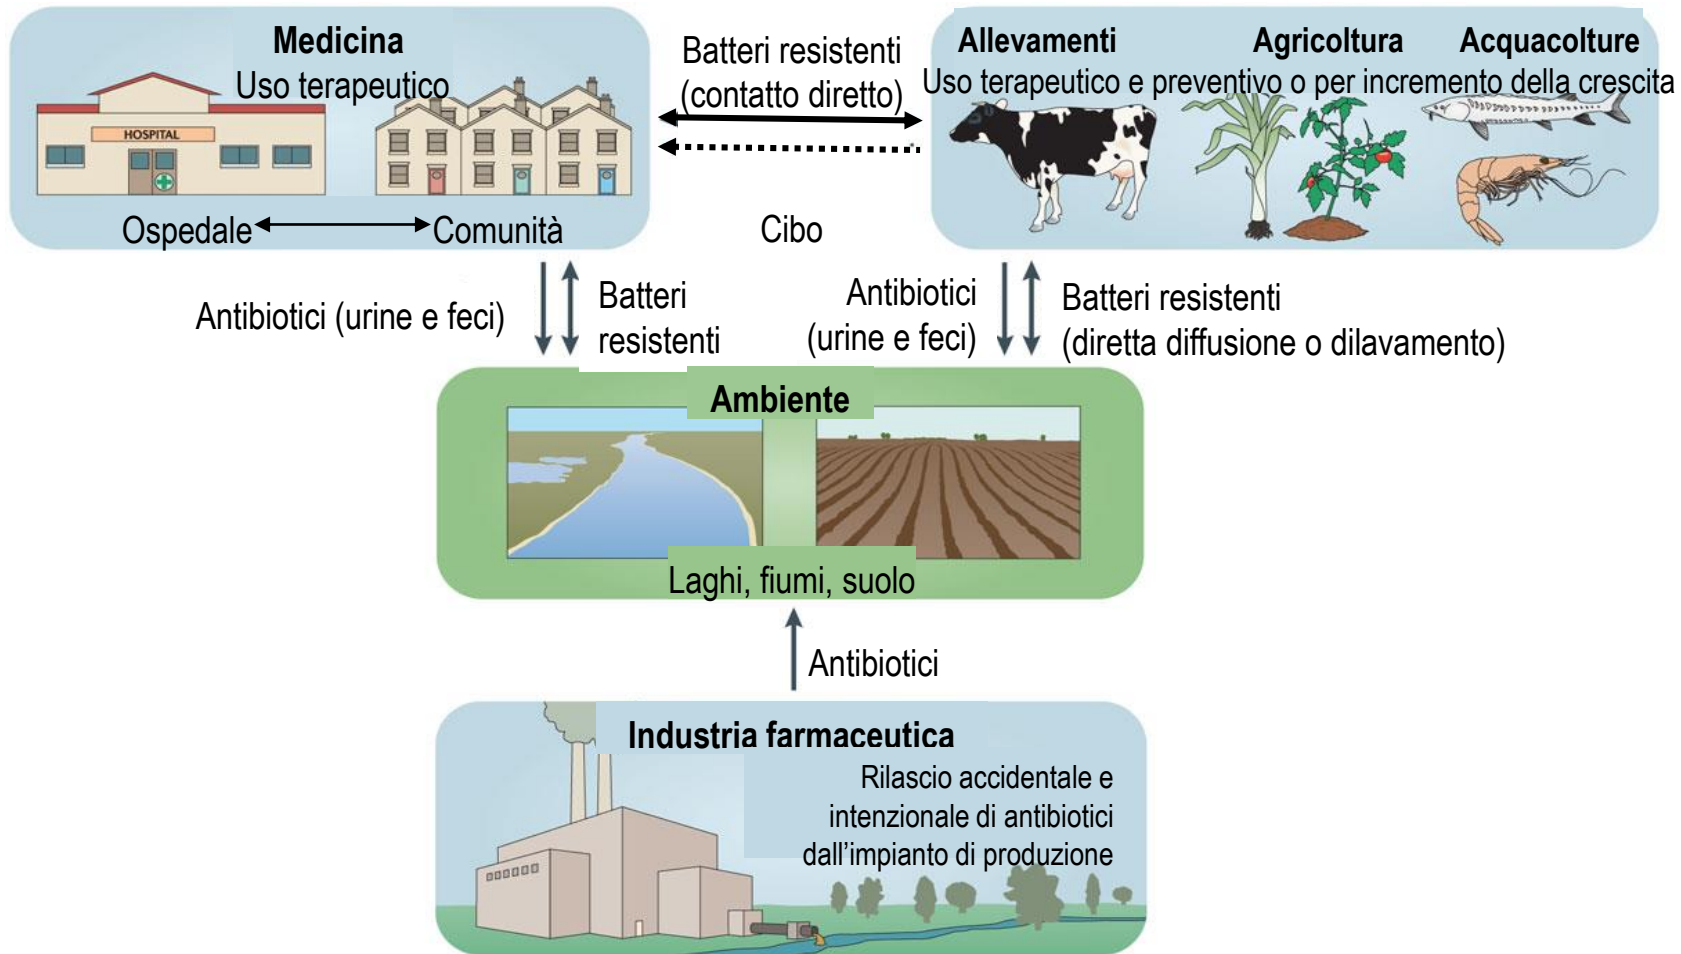 Medicina
Uso terapeutico
HOSPITAL
Ospedale
Comunità
Batteri resistenti
(contatto diretto)
Cibo
Allevamenti
Agricoltura
Acquacolture
Uso terapeutico e preventivo o per incremento della crescita
Antibiotici (urine e feci)
Batteri
resistenti
Antibiotici
(urine e feci)
Batteri resistenti
(diretta diffusione o dilavamento)
Ambiente
Laghi, fiumi, suolo
Antibiotici
Industria farmaceutica
Rilascio accidentale e
intenzionale di antibiotici
dall'impianto di produzione